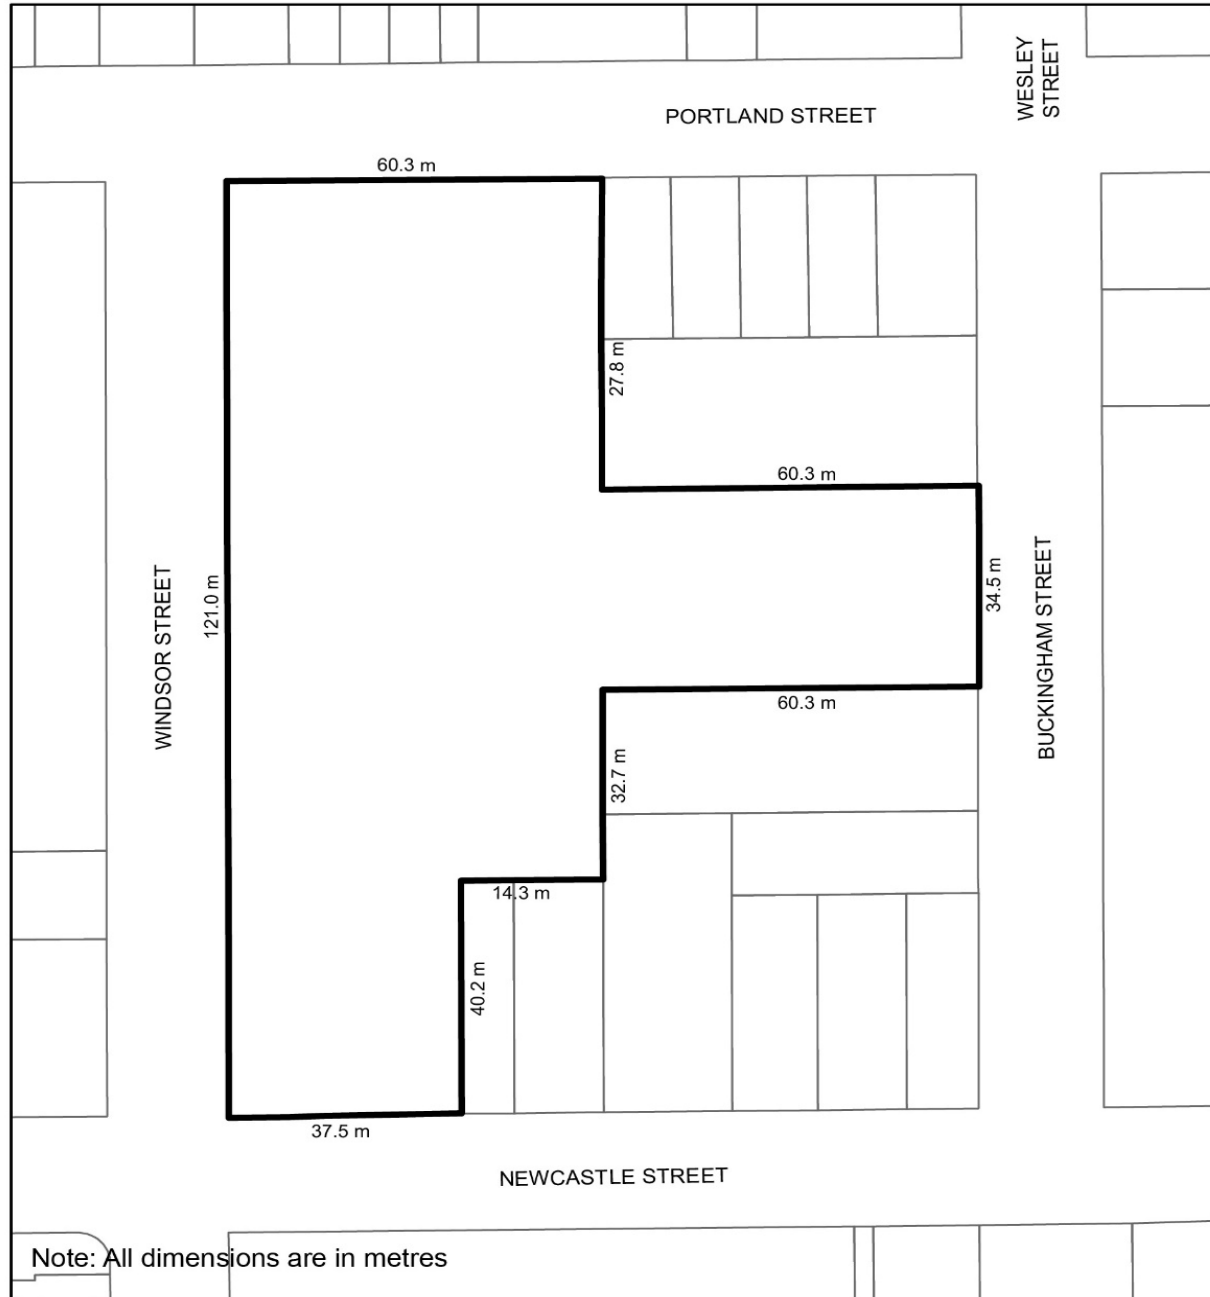 WESLEY
STREET
PORTLAND STREET
60.3 m
27.8 m
60.3 m
WINDSOR STREET
121.0 m
34.5 m
BUCKINGHAM STREET
60.3 m
32.7 m
14.3 m
40.2 m
37.5 m
NEWCASTLE STREET
Note: All dimensions are in metres